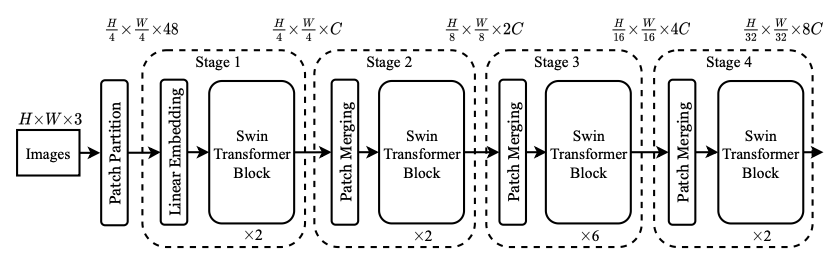 H/4 × W/4 × 48
H/4 × W/4 × C
H/8 × W/8 × 2C
H/16 × W/16 × 4C
H/32 × W/32 × 8C
Stage 1
Stage 2
Stage 3
Stage 4
H×W×3
Images
Patch Partition
Linear Embedding
Swin
Transformer
Block
×2
Patch Merging
Swin
Transformer
Block
×2
Patch Merging
Swin
Transformer
Block
×6
Patch Merging
Swin
Transformer
Block
×2